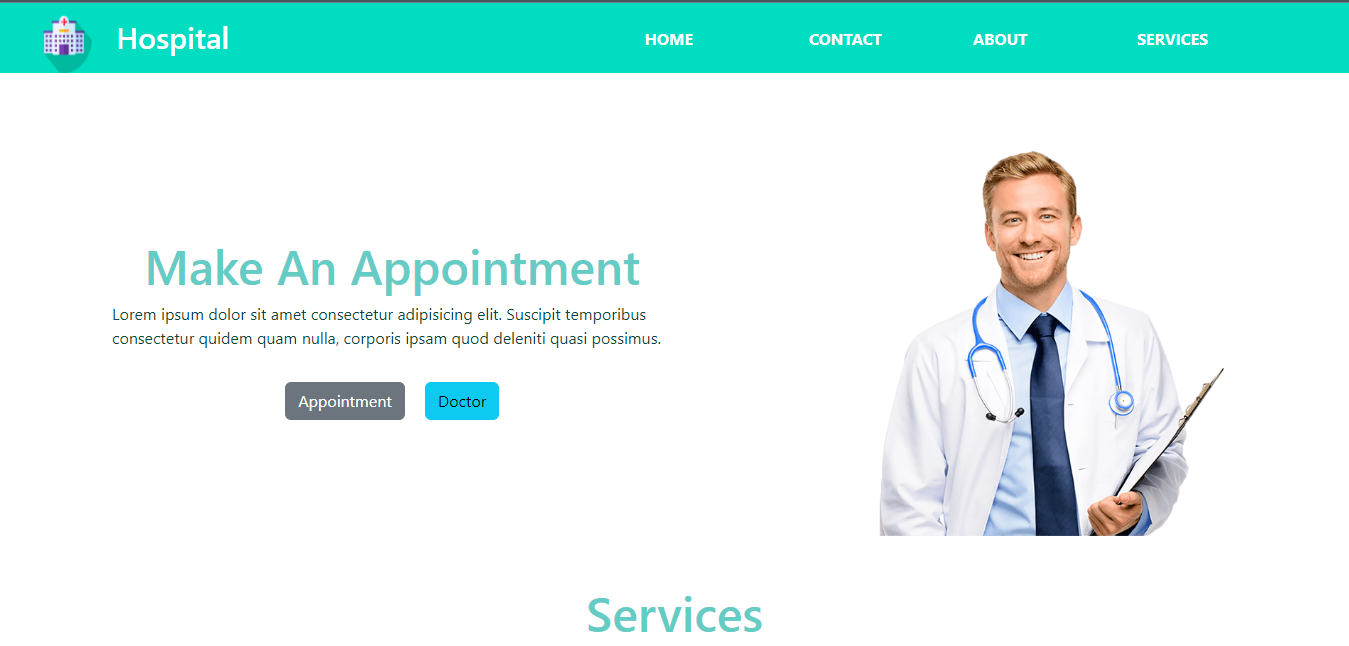 Hospital
HOME CONTACT ABOUT SERVICES
Make An Appointment
Lorem ipsum dolor sit amet consectetur adipisicing elit. Suscipit temporibus
consectetur quidem quam nulla, corporis ipsam quod deleniti quasi possimus.
Appointment Doctor
Services